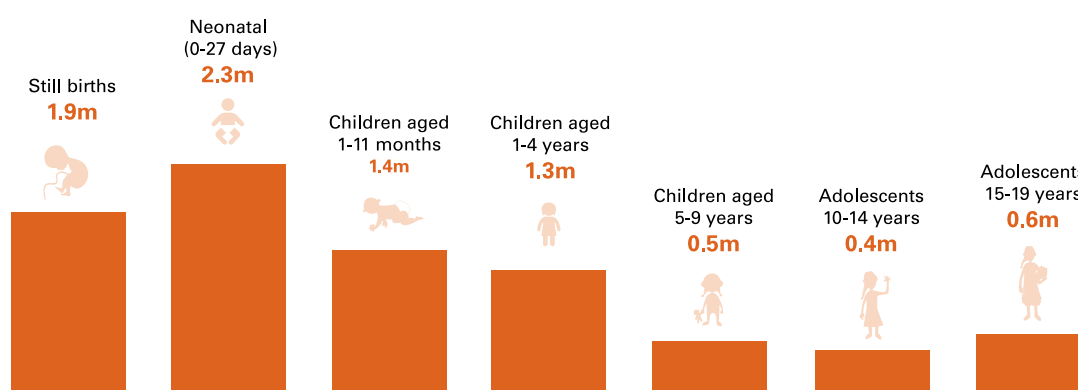 Still births
1.9m
Neonatal
(0-27 days)
2.3m
Children aged
1-11 months
1.4m
Children aged
1-4 years
1.3m
Children aged
5-9 years
0.5m
Adolescents
10-14 years
0.4m
Adolescents
15-19 years
0.6m